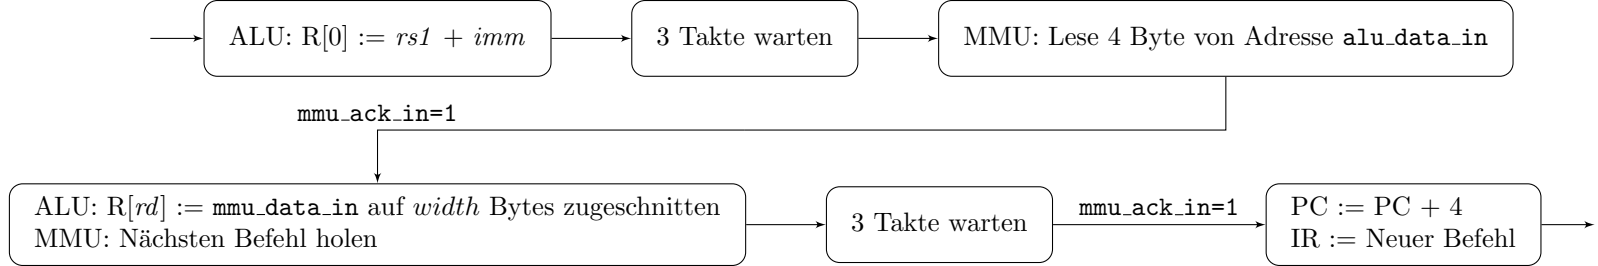 ALU: R[0] := rs1 + imm
3 Takte warten
MMU: Lese 4 Byte von Adresse alu_data_in
mmu_ack_in=1
ALU: R[rd] := mmu_data_in auf width Bytes zugeschnitten
MMU: Nächsten Befehl holen
3 Takte warten
mmu_ack_in=1
PC := PC + 4
IR := Neuer Befehl